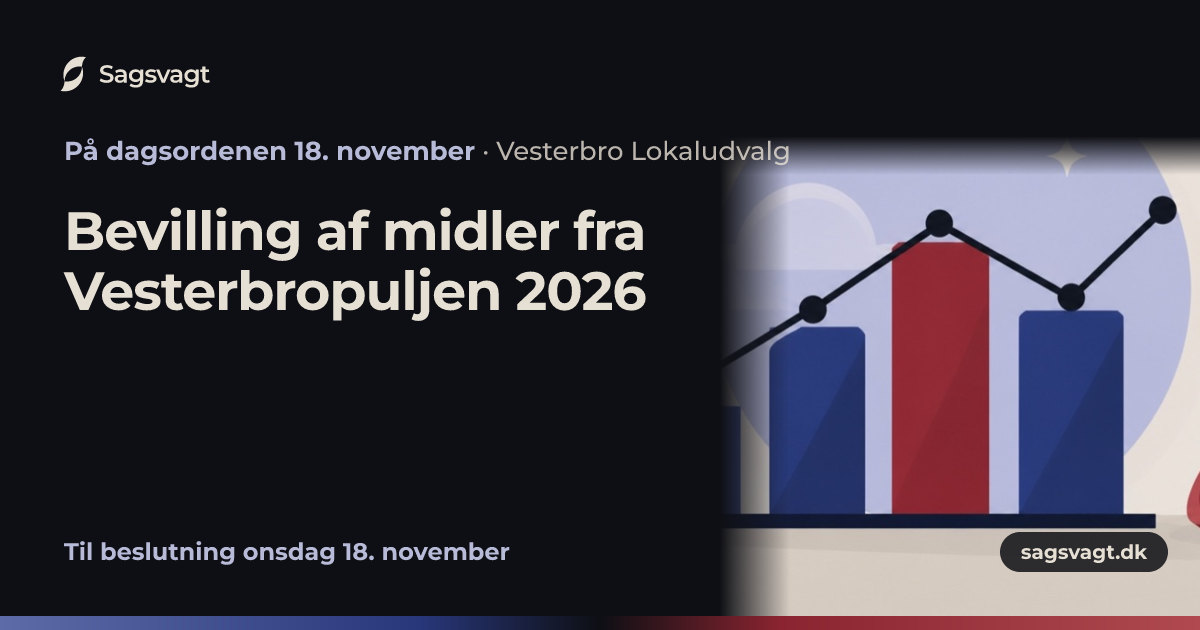 Sagsvagt
På dagsordenen 18. november · Vesterbro Lokaludvalg
Bevilling af midler fra
Vesterbropuljen 2026
Til beslutning onsdag 18. november
sagsvagt.dk